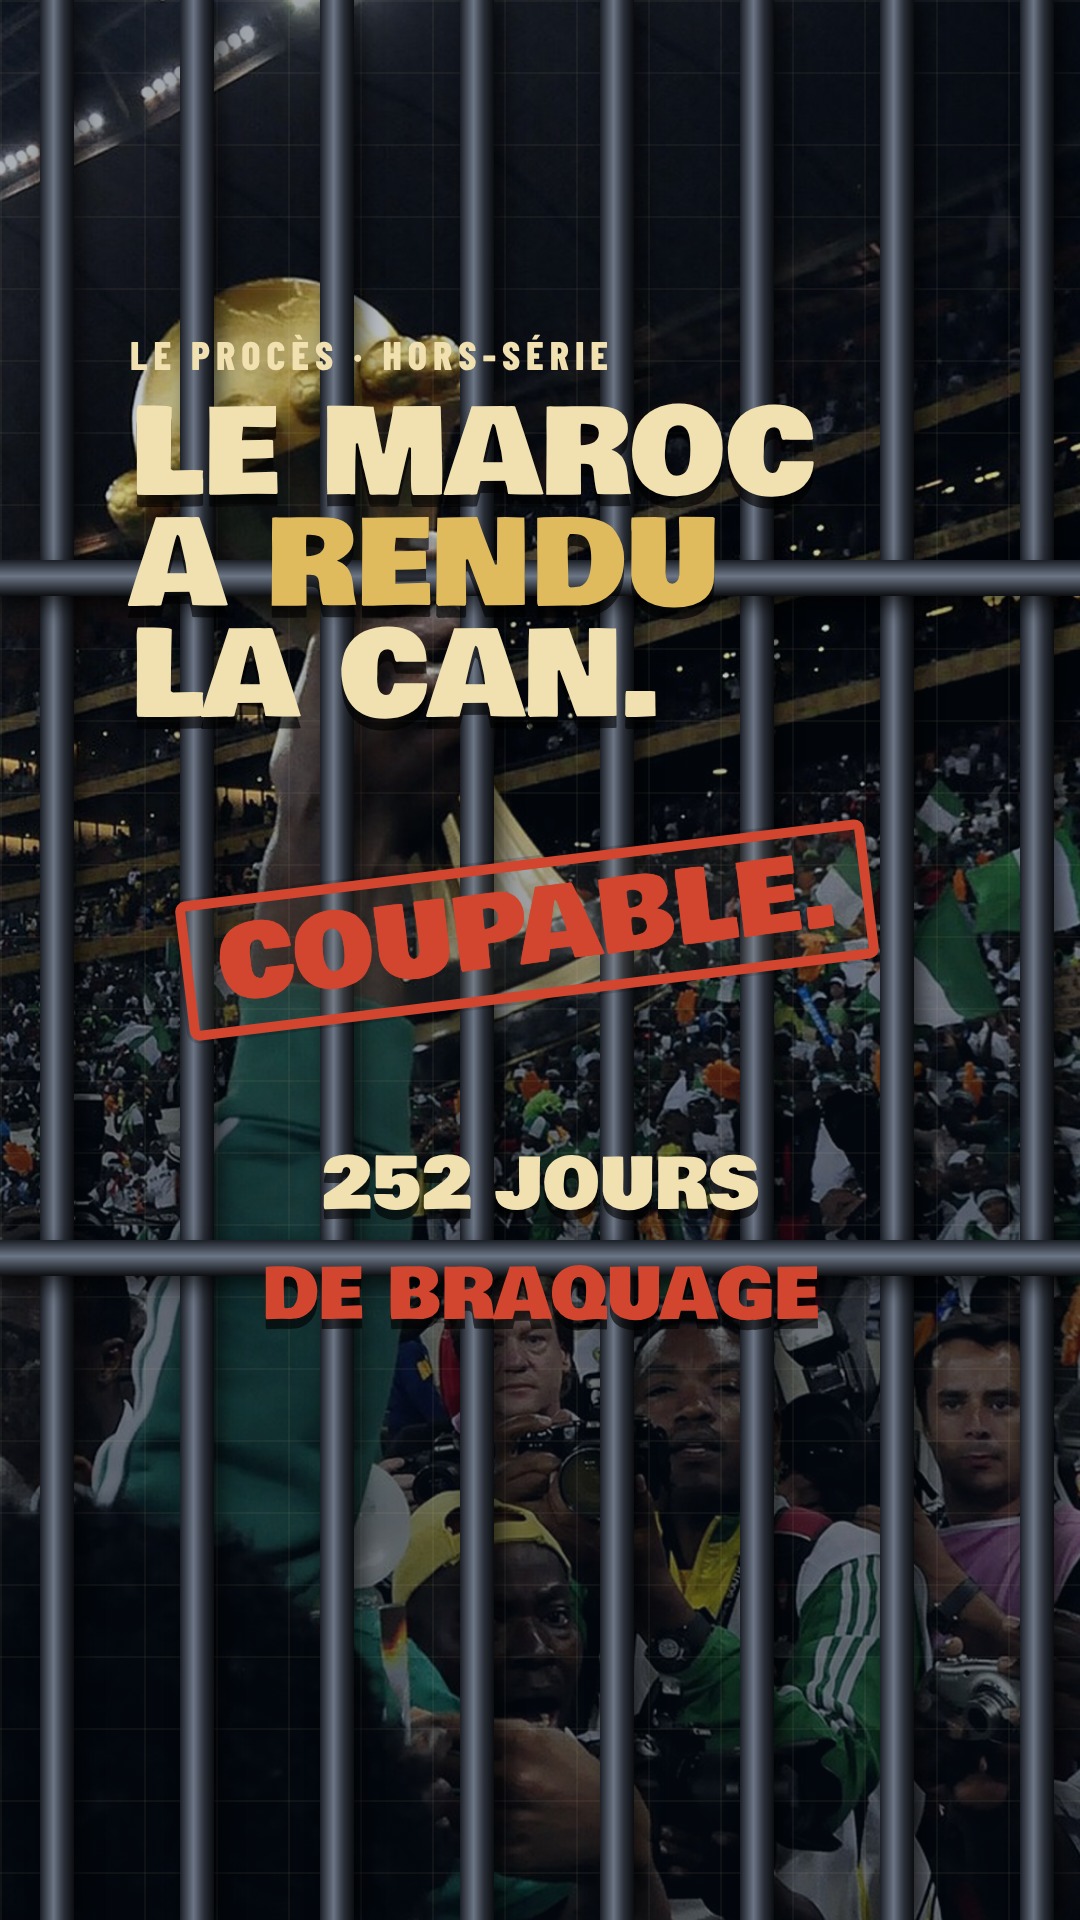 LE PROCÈS · HORS-SÉRIE
LE MAROC
A RENDU
LA CAN.
COUPABLE.
252 JOURS
DE BRAQUAGE